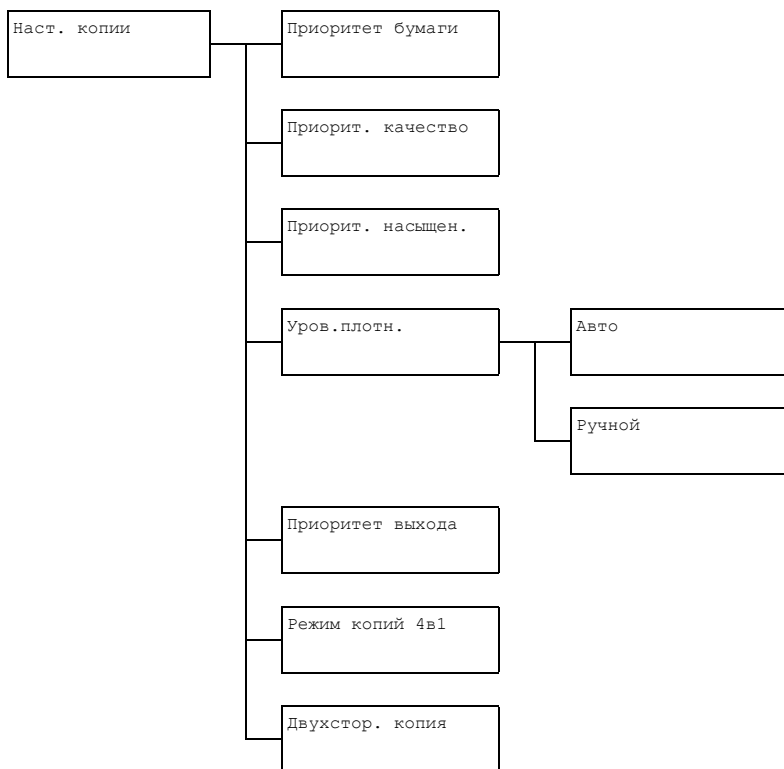 Наст. копии
Приоритет бумаги
Приорит. качество
Приорит. насыщен.
Уров.плотн.
Авто
Ручной
Приоритет выхода
Режим копий 4в1
Двухстор. копия